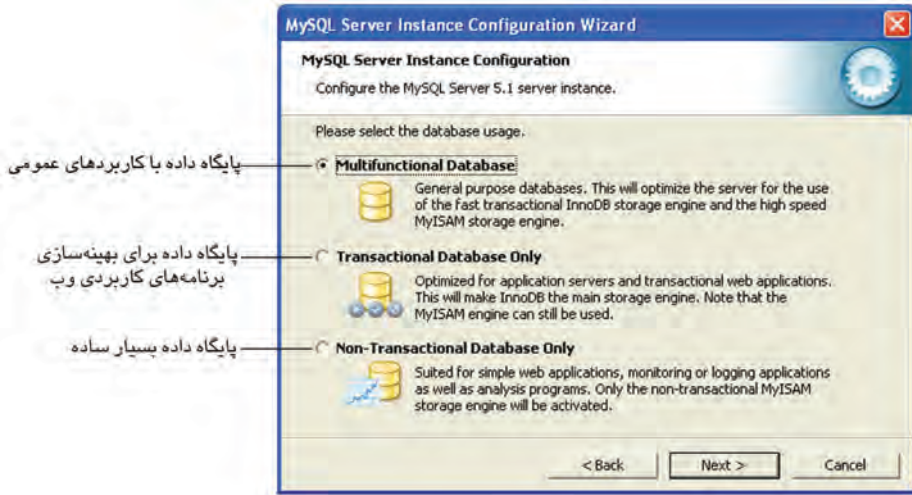 MySQL Server Instance Configuration Wizard
MySQL Server Instance Configuration
Configure the MySQL Server 5.1 server instance.
Please select the database usage.
پایگاه داده با کاربردهای عمومی
Multifunctional Database
General purpose databases. This will optimize the server for the use
of the fast transactional InnoDB storage engine and the high speed
MyISAM storage engine.
پایگاه داده برای بهینه‌سازی
برنامه‌های کاربردی وب
Transactional Database Only
Optimized for application servers and transactional web applications.
This will make InnoDB the main storage engine. Note that the
MyISAM engine can still be used.
پایگاه داده بسیار ساده
Non-Transactional Database Only
Suited for simple web applications, monitoring or logging applications
as well as analysis programs. Only the non-transactional MyISAM
storage engine will be activated.
< Back
Next >
Cancel